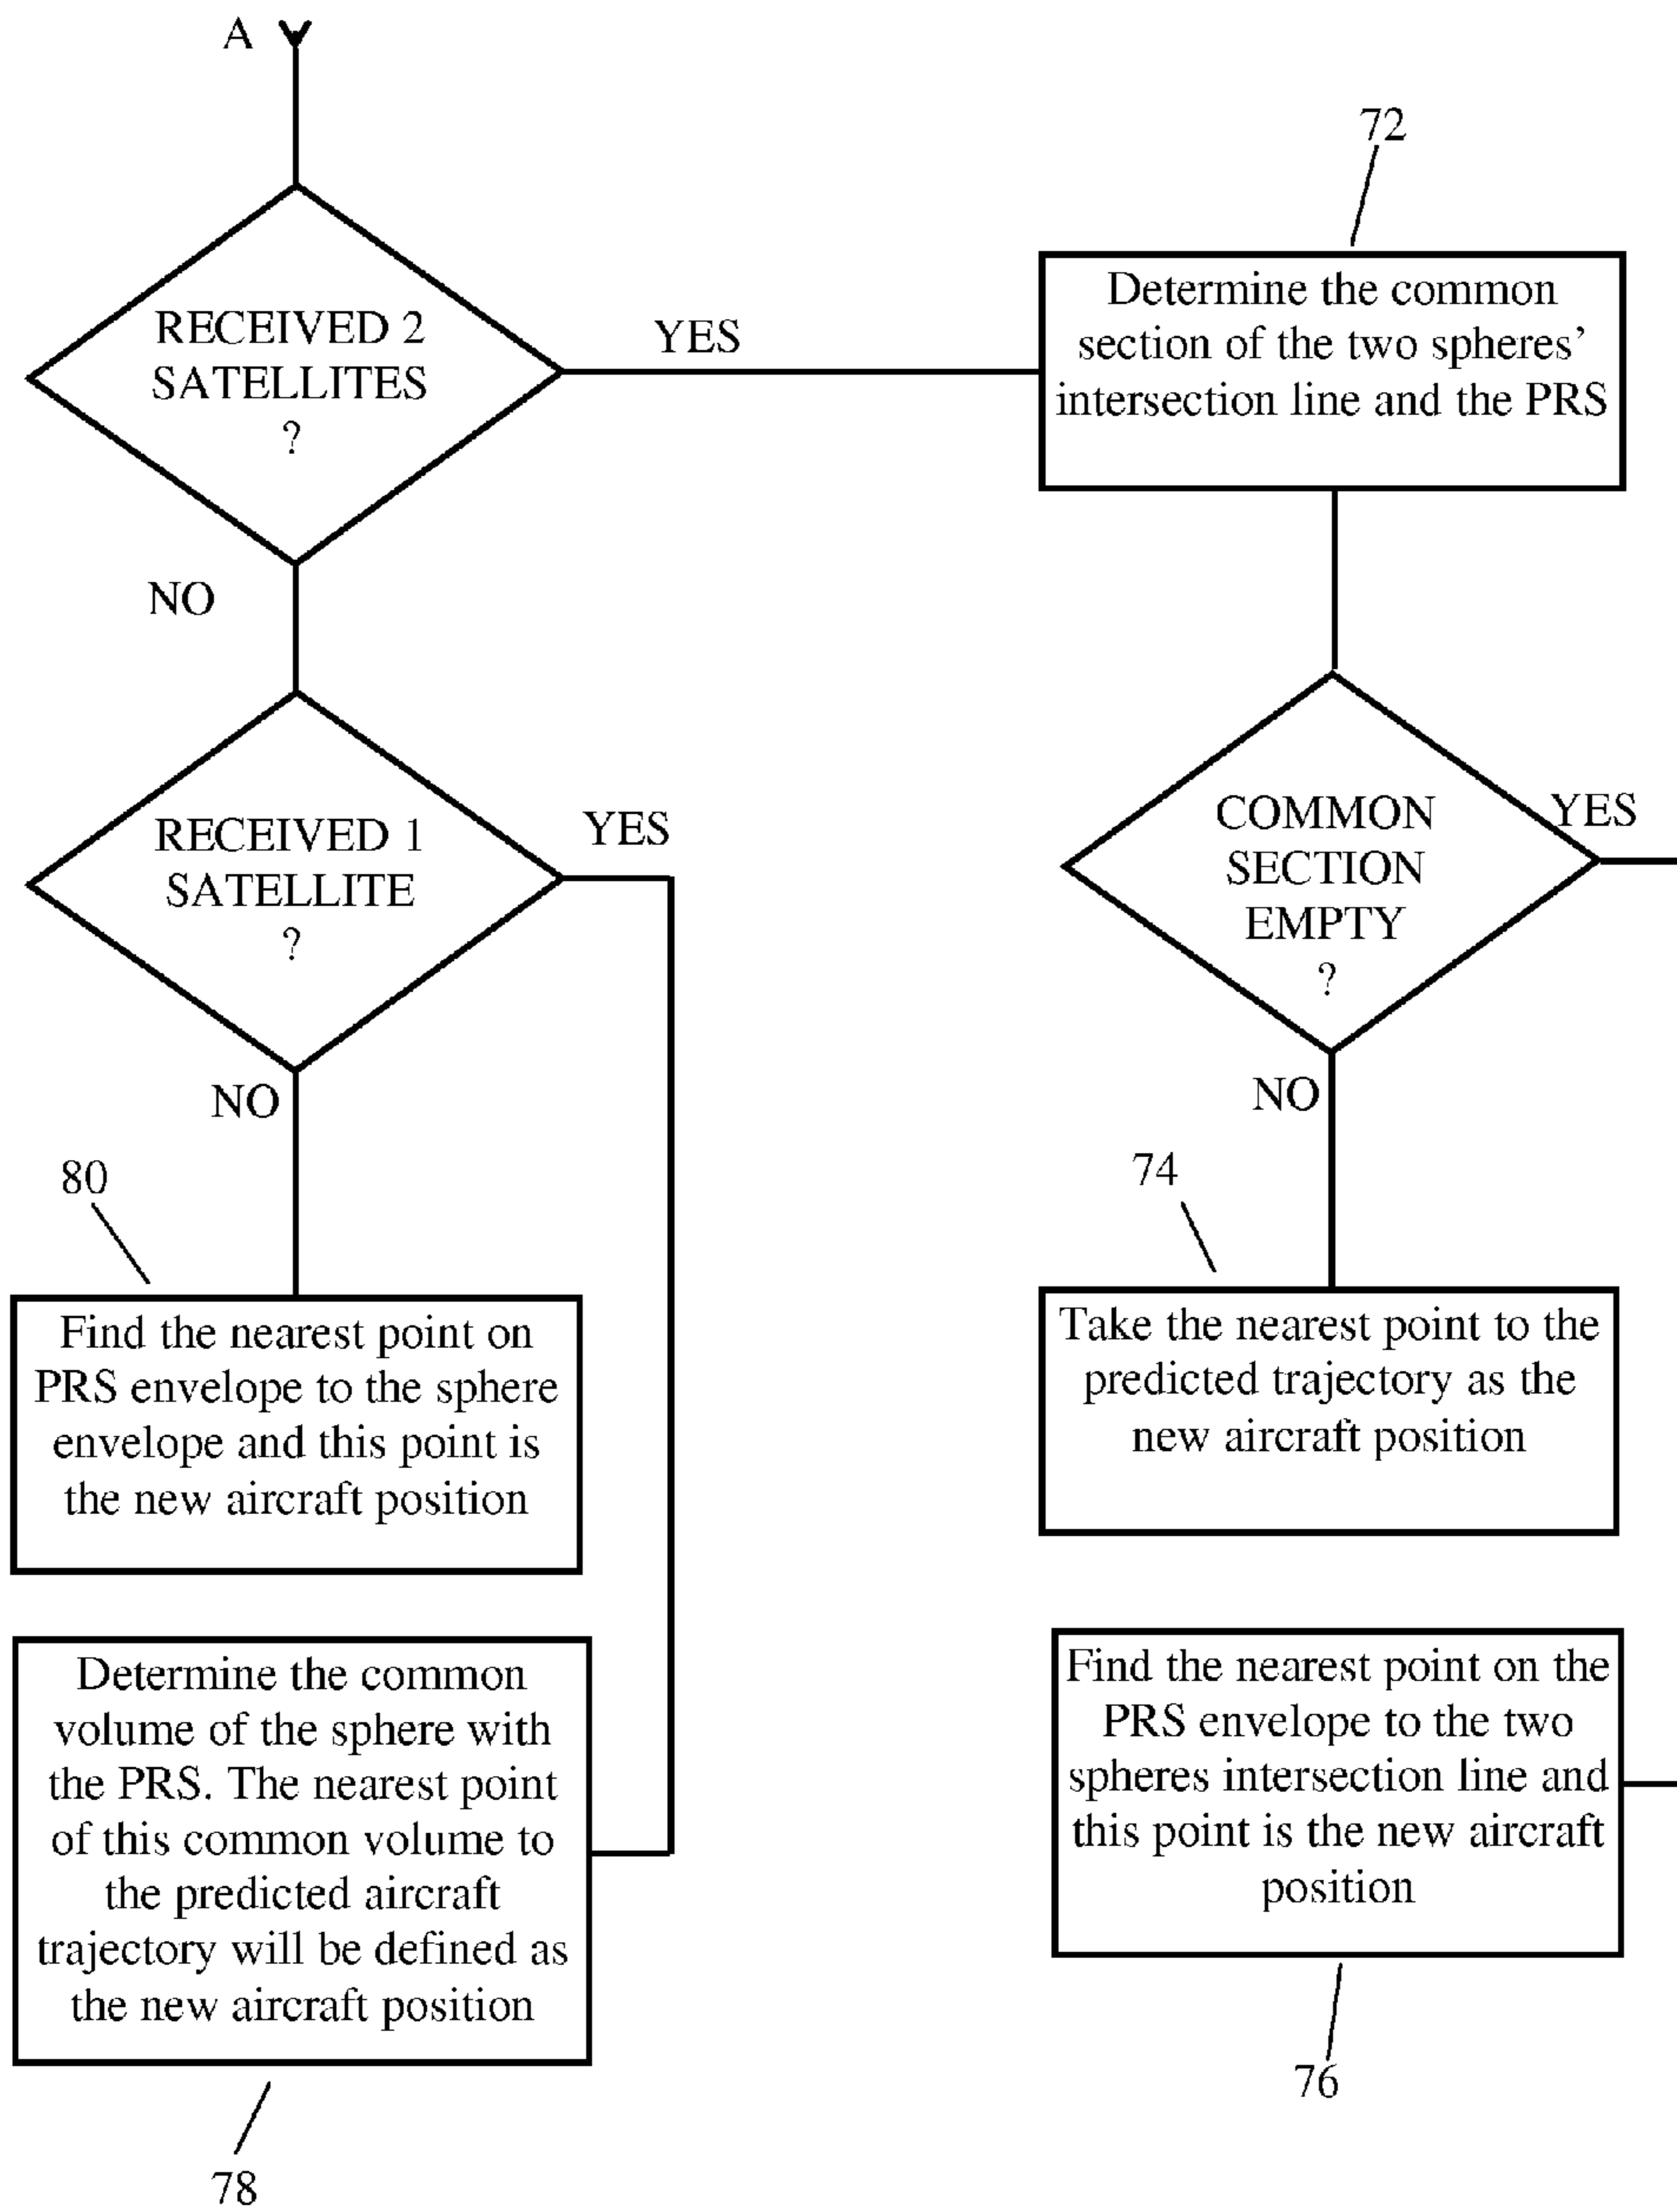 A
72
RECEIVED 2
SATELLITES
?
YES
Determine the common
section of the two spheres’
intersection line and the PRS
NO
RECEIVED 1
SATELLITE
?
YES
COMMON
SECTION
EMPTY
?
YES
NO
NO
80
74
Find the nearest point on
PRS envelope to the sphere
envelope and this point is
the new aircraft position
Take the nearest point to the
predicted trajectory as the
new aircraft position
Determine the common
volume of the sphere with
the PRS. The nearest point
of this common volume to
the predicted aircraft
trajectory will be defined as
the new aircraft position
Find the nearest point on the
PRS envelope to the two
spheres intersection line and
this point is the new aircraft
position
76
78